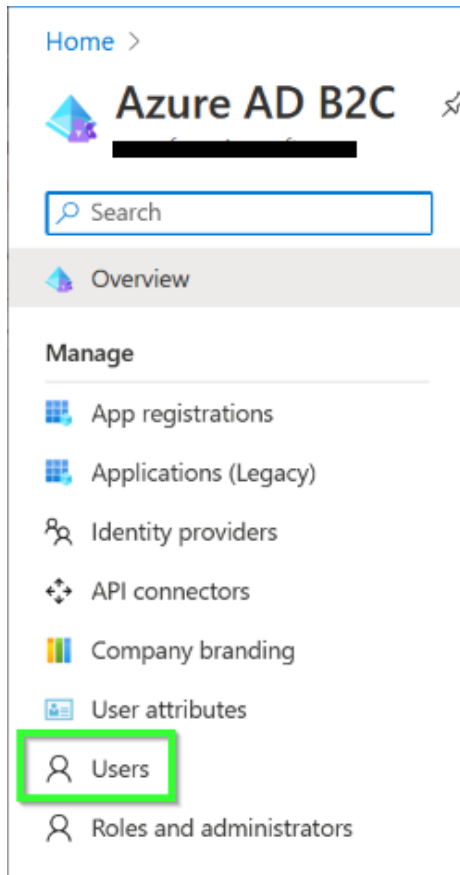 Home >
Azure AD B2C
Search
Overview
Manage
App registrations
Applications (Legacy)
Identity providers
API connectors
Company branding
User attributes
Users
Roles and administrators